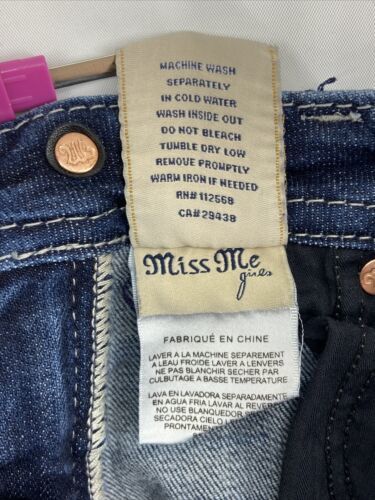 MACHINE WASH
SEPARATELY
IN COLD WATER
WASH INSIDE OUT
DO NOT BLEACH
TUMBLE DRY LOW
REMOVE PROMPTLY
WARM IRON IF NEEDED
RN# 112568
CA# 29438
Miss Me
girls
FABRIQUÉ EN CHINE
LAVER A LA MACHINE SEPAREMENT
A L'EAU FROIDE LAVER A L'ENVERS
NE PAS BLANCHIR SECHER PAR
CULBUTAGE A BASSE TEMPERATURE
LAVA EN LAVADORA SEPARADAMENTE
EN AGUA FRIA LAVAR AL REVERSO
NO USE BLANQUEADOR
SECADORA CICLO
PRONTAMEN